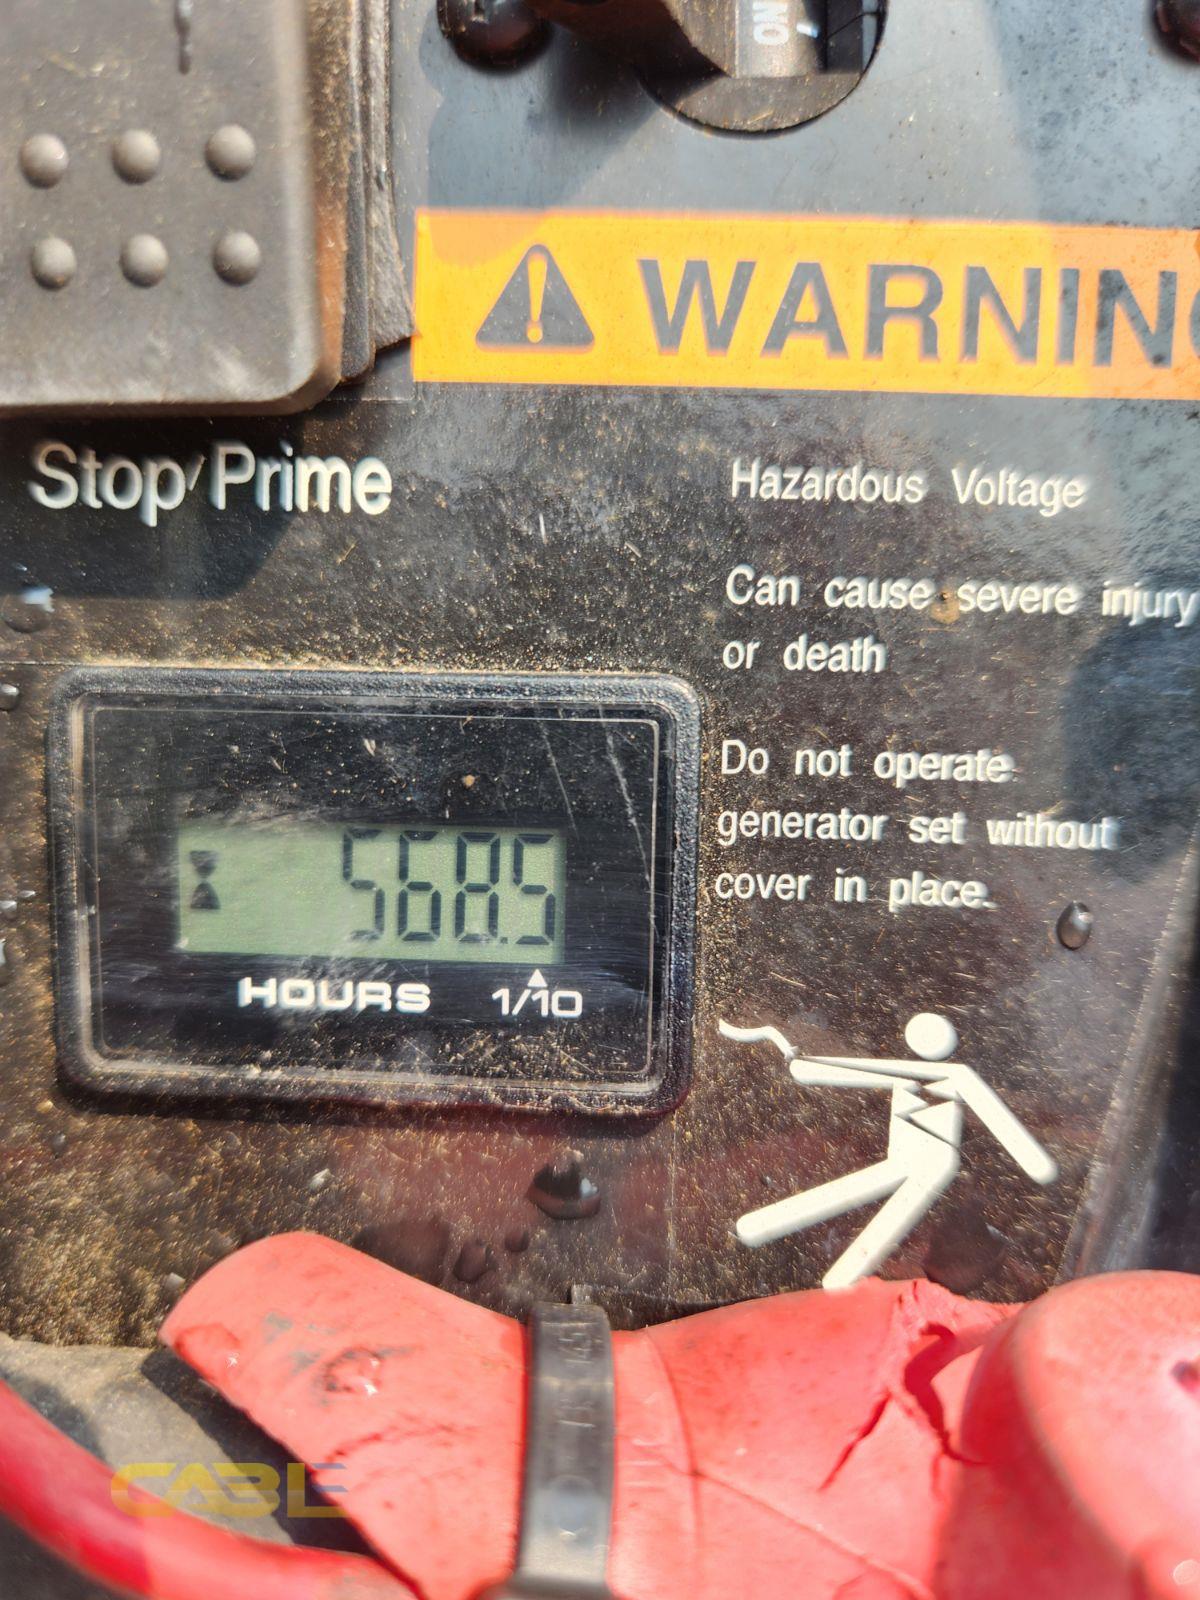 NO
WARNING
Stop/Prime
Hazardous Voltage
Can cause severe injury
or death
Do not operate
generator set without
cover in place.
568.5
HOURS 1/10
CABLE